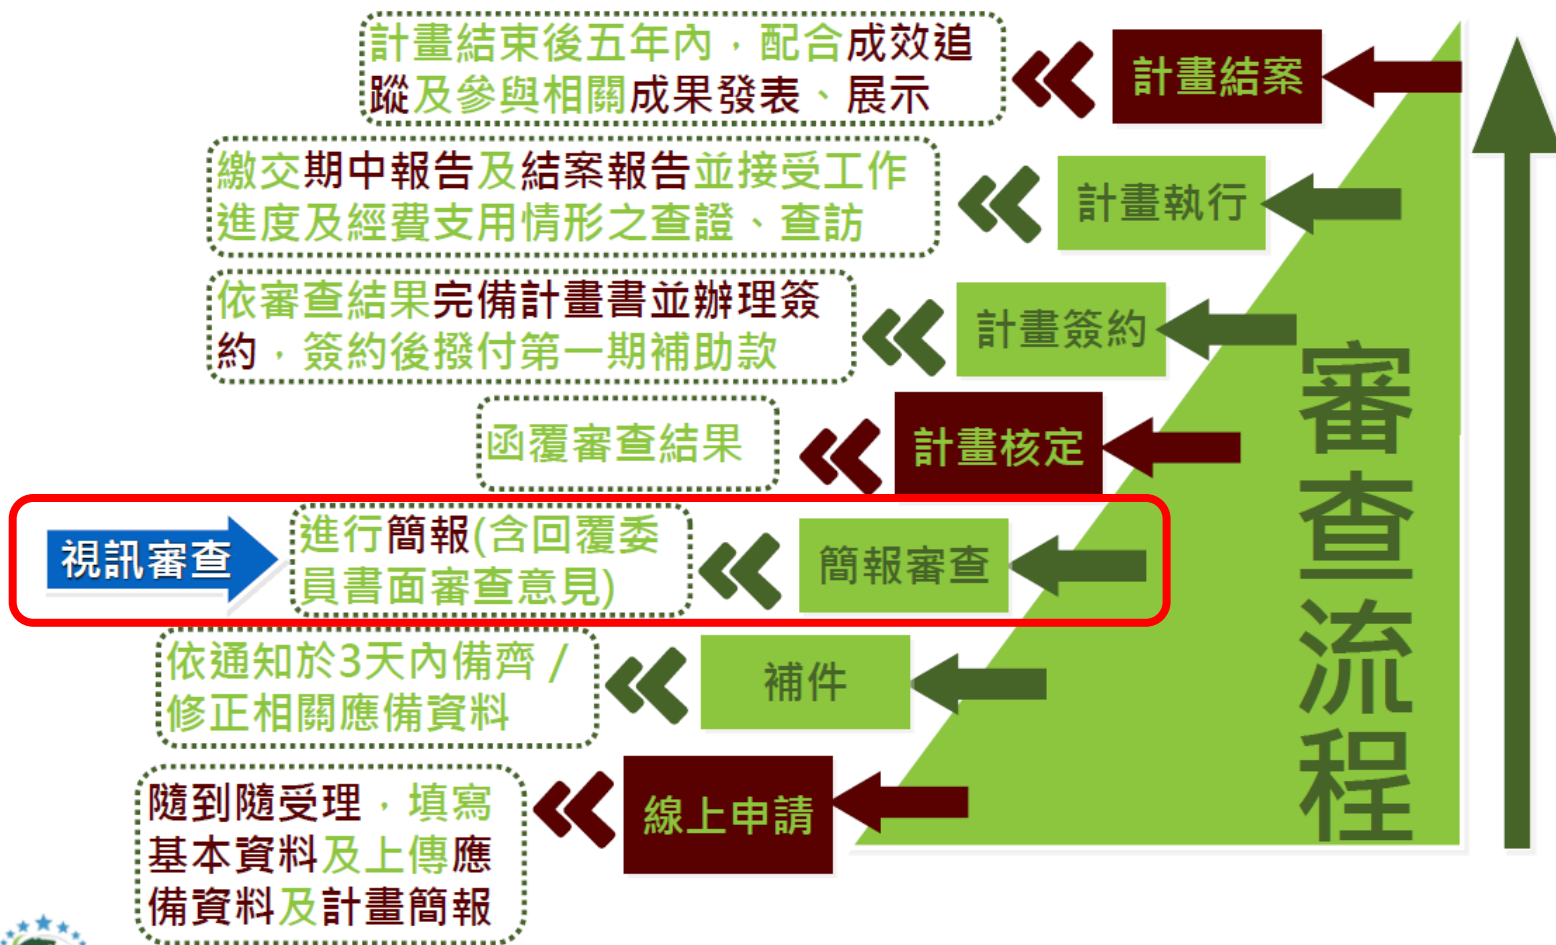 計畫結束後五年內，配合成效追
蹤及參與相關成果發表、展示
計畫結案
繳交期中報告及結案報告並接受工作
進度及經費支用情形之查證、查訪
計畫執行
依審查結果完備計畫書並辦理簽
約，簽約後撥付第一期補助款
計畫簽約
函覆審查結果
計畫核定
視訊審查
進行簡報(含回覆委
員書面審查意見)
簡報審查
依通知於3天內備齊 /
修正相關應備資料
補件
隨到隨受理，填寫
基本資料及上傳應
備資料及計畫簡報
線上申請
審查流程